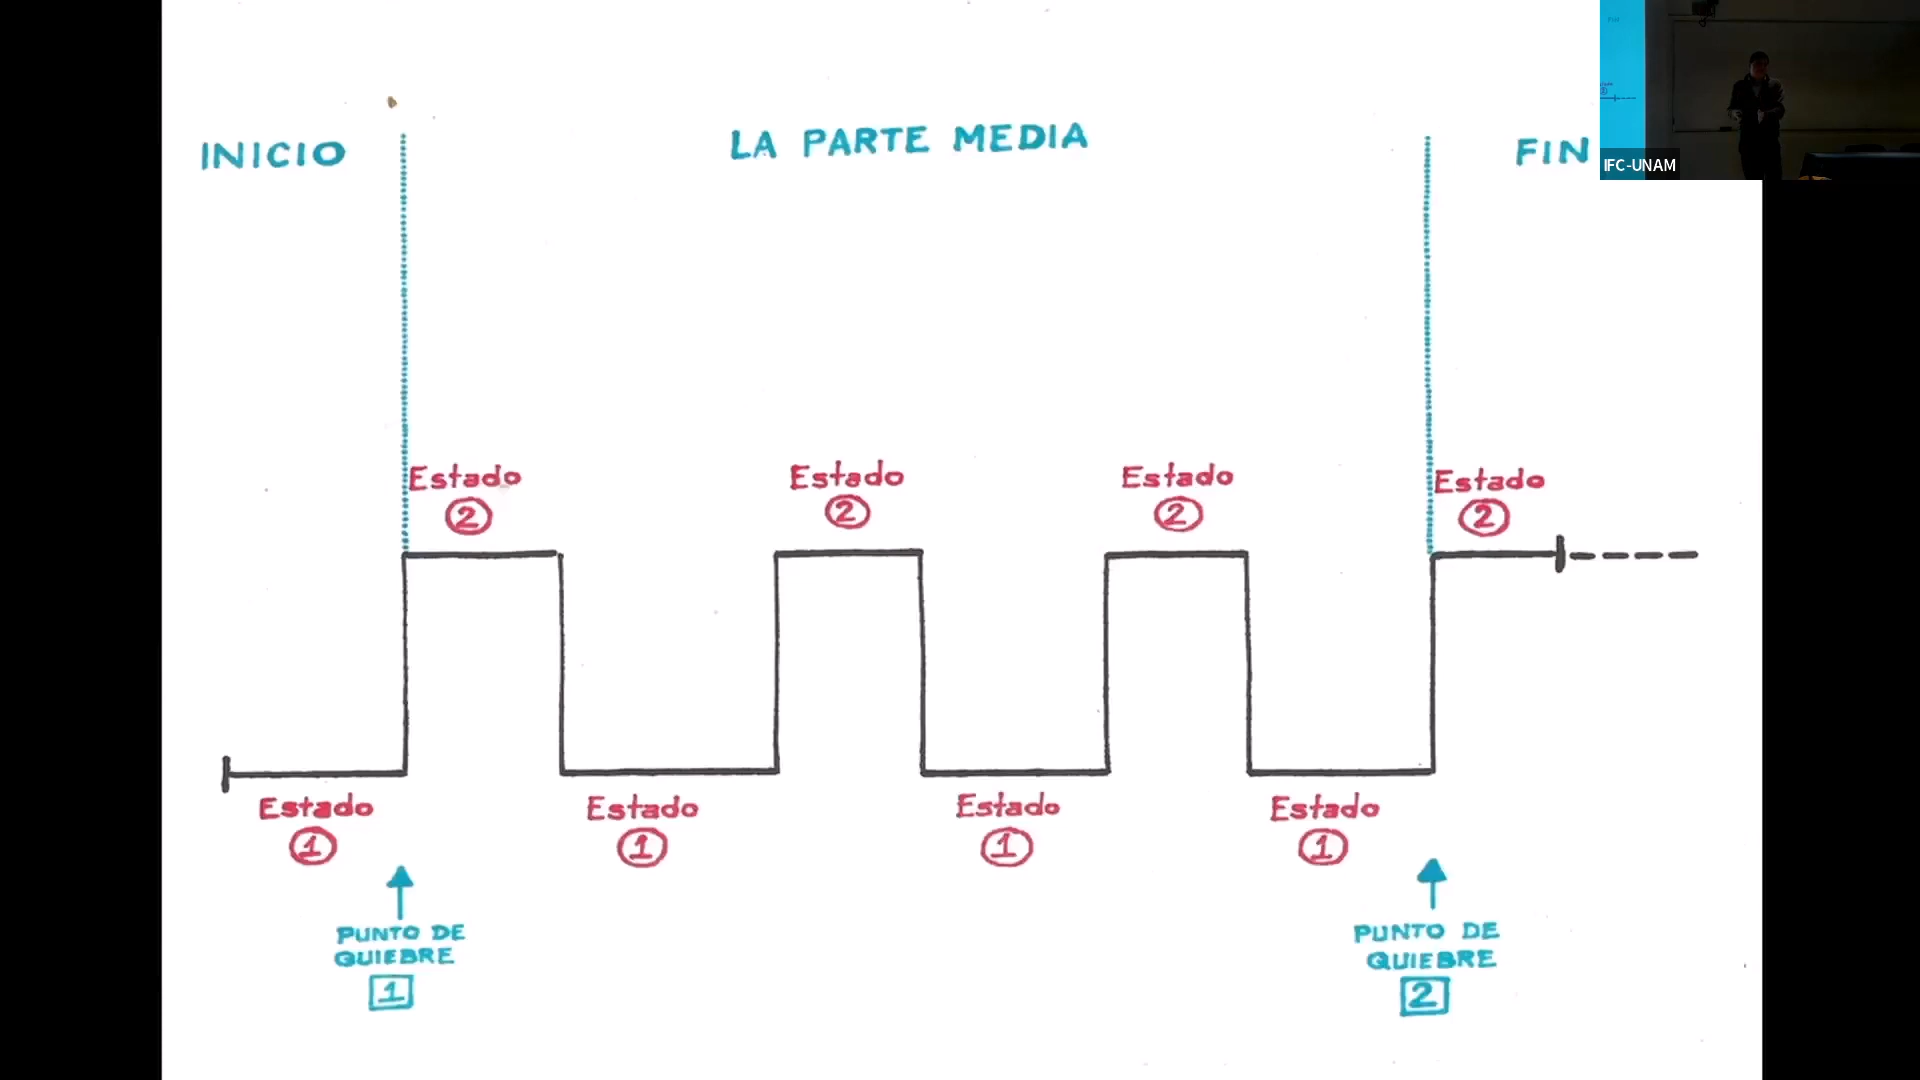 INICIO
LA PARTE MEDIA
FIN
IFC-UNAM
Estado
2
Estado
2
Estado
2
Estado
2
Estado
1
Estado
1
Estado
1
Estado
1
PUNTO DE
QUIEBRE
1
PUNTO DE
QUIEBRE
2